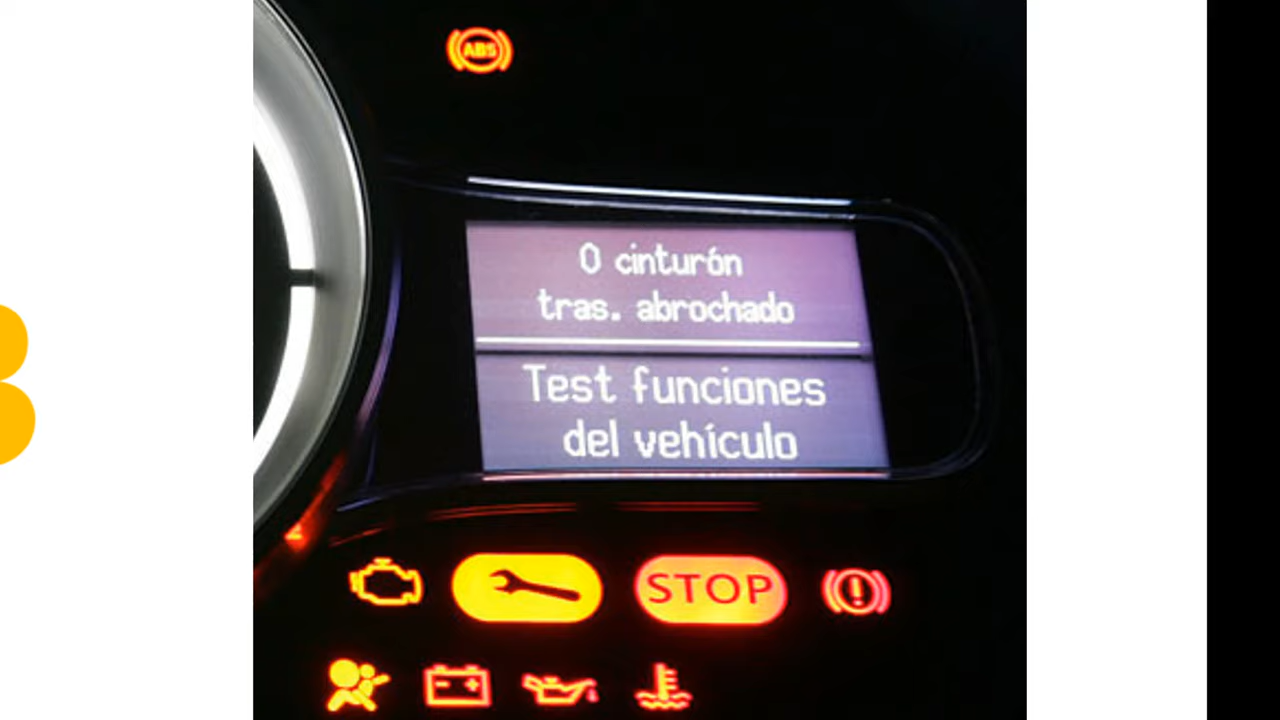 ABS
0 cinturón
tras. abrochado
Test funciones
del vehículo
STOP